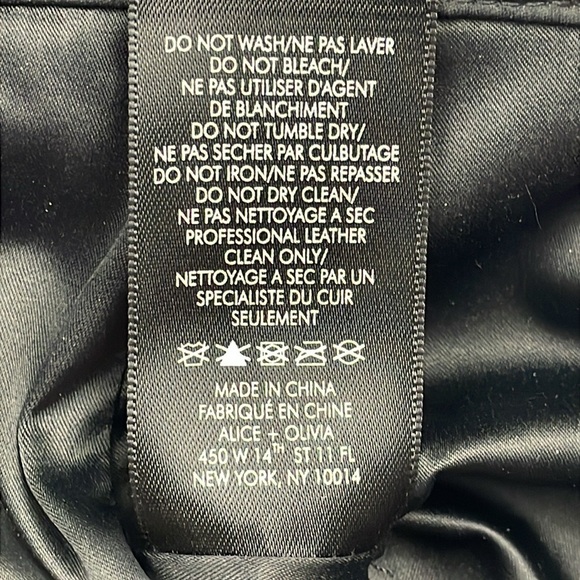 DO NOT WASH/NE PAS LAVER
DO NOT BLEACH/
NE PAS UTILISER D'AGENT
DE BLANCHIMENT
DO NOT TUMBLE DRY/
NE PAS SECHER PAR CULBUTAGE
DO NOT IRON/NE PAS REPASSER
DO NOT DRY CLEAN/
NE PAS NETTOYAGE A SEC
PROFESSIONAL LEATHER
CLEAN ONLY/
NETTOYAGE A SEC PAR UN
SPECIALISTE DU CUIR
SEULEMENT
MADE IN CHINA
FABRIQUÉ EN CHINE
ALICE + OLIVIA
450 W 14TH ST 11 FL
NEW YORK, NY 10014